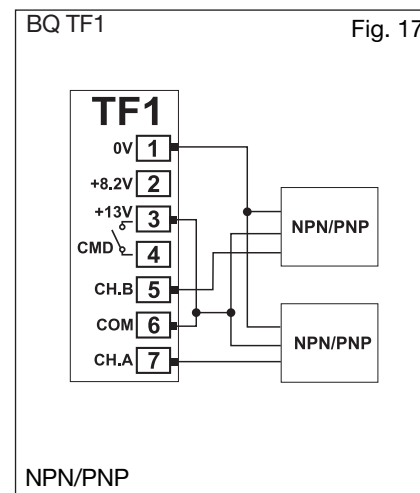 BQ TF1
Fig. 17
TF1
0V 1
+8.2V 2
+13V 3
CMD 4
CH.B 5
COM 6
CH.A 7
NPN/PNP
NPN/PNP
NPN/PNP